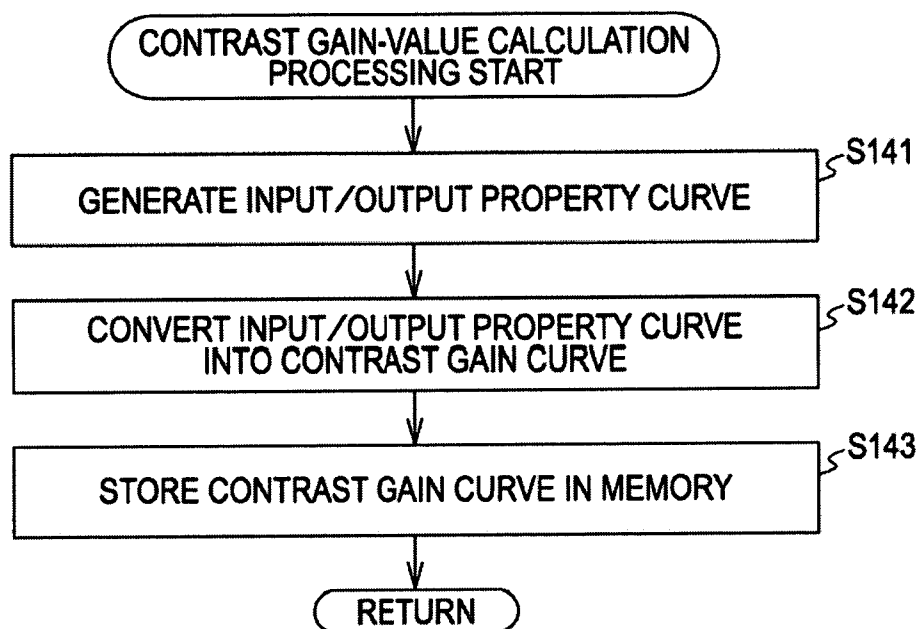 CONTRAST GAIN-VALUE CALCULATION
PROCESSING START
S141
GENERATE INPUT/OUTPUT PROPERTY CURVE
S142
CONVERT INPUT/OUTPUT PROPERTY CURVE
INTO CONTRAST GAIN CURVE
S143
STORE CONTRAST GAIN CURVE IN MEMORY
RETURN